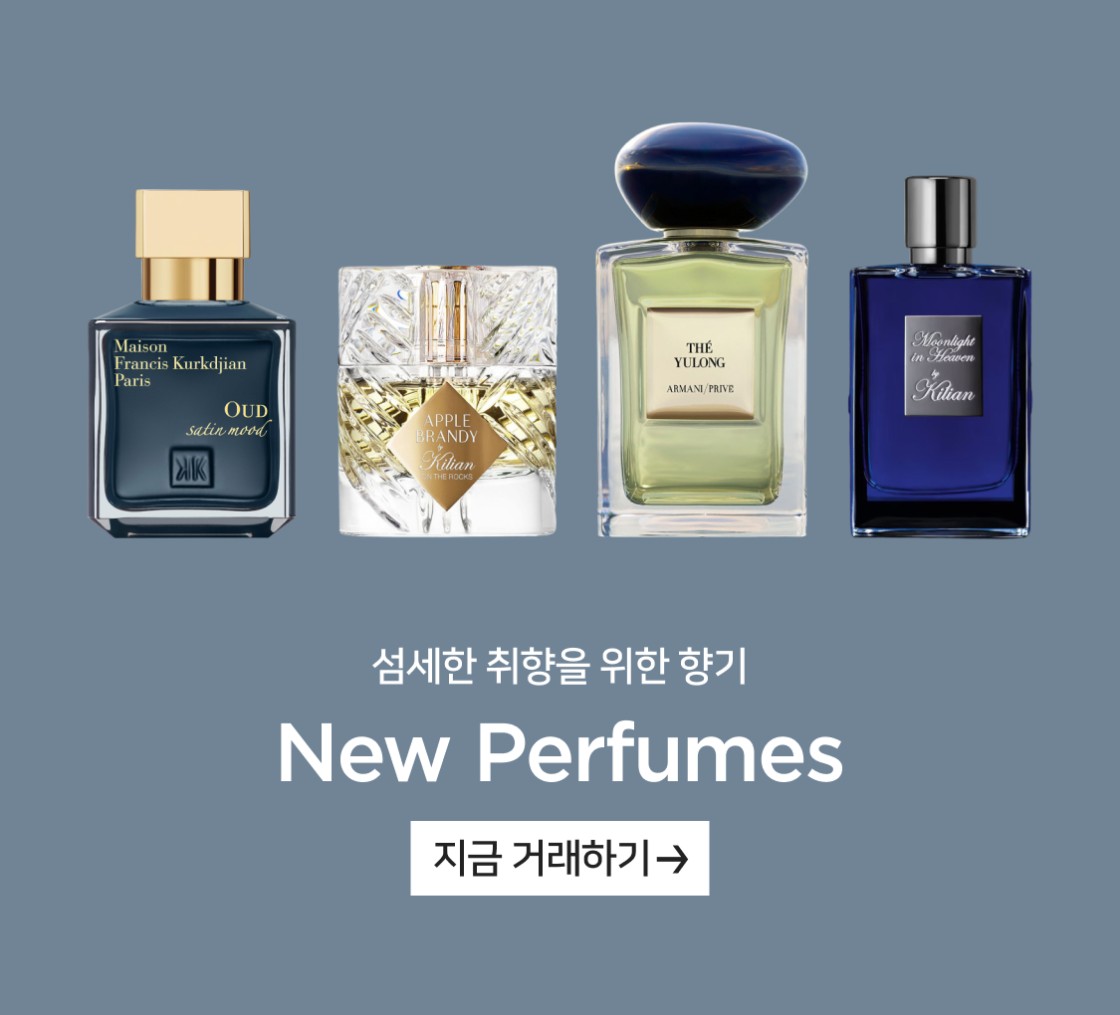 Maison
Francis Kurkdjian
Paris
OUD
satin mood
APPLE
BRANDY
by
Kilian
ON THE ROCKS
THÉ
YULONG
ARMANI/PRIVÉ
Moonlight
in Heaven
by
Kilian
섬세한 취향을 위한 향기
New Perfumes
지금 거래하기→